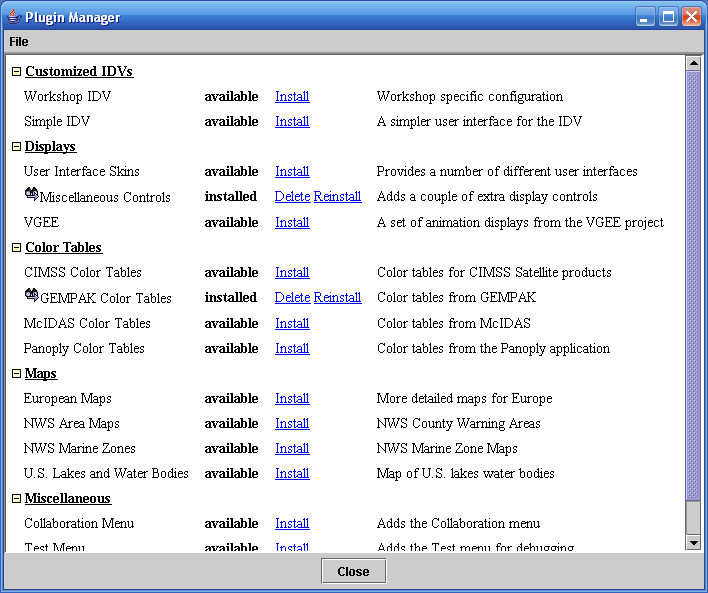 Plugin Manager
File
Customized IDVs
Workshop IDV available Install Workshop specific configuration
Simple IDV available Install A simpler user interface for the IDV
Displays
User Interface Skins available Install Provides a number of different user interfaces
Miscellaneous Controls installed Delete Reinstall Adds a couple of extra display controls
VGEE available Install A set of animation displays from the VGEE project
Color Tables
CIMSS Color Tables available Install Color tables for CIMSS Satellite products
GEMPAK Color Tables installed Delete Reinstall Color tables from GEMPAK
McIDAS Color Tables available Install Color tables from McIDAS
Panoply Color Tables available Install Color tables from the Panoply application
Maps
European Maps available Install More detailed maps for Europe
NWS Area Maps available Install NWS County Warning Areas
NWS Marine Zones available Install NWS Marine Zone Maps
U.S. Lakes and Water Bodies available Install Map of U.S. lakes water bodies
Miscellaneous
Collaboration Menu available Install Adds the Collaboration menu
Test Menu available Install Adds the Test menu for debugging
Close